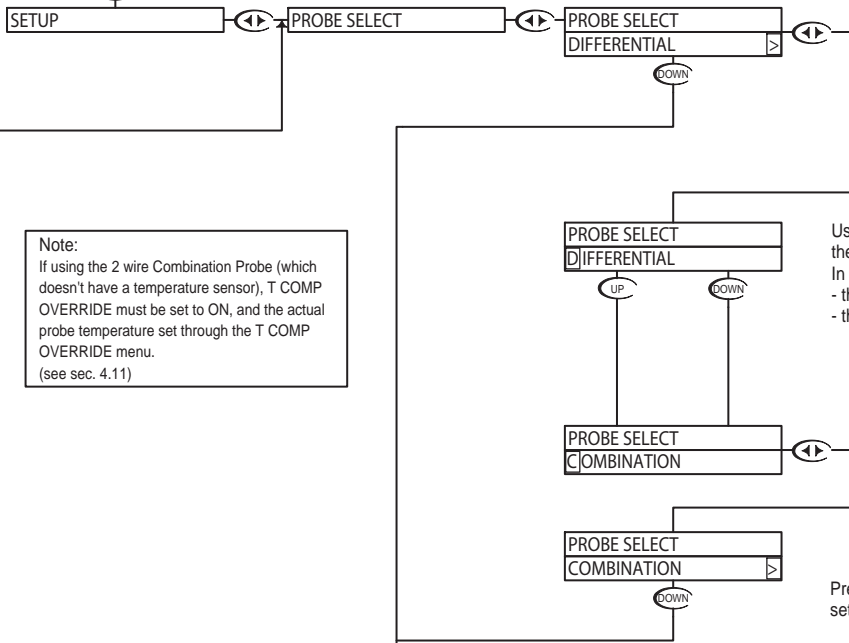 SETUP
PROBE SELECT
PROBE SELECT
DIFFERENTIAL >
DOWN
Note:
If using the 2 wire Combination Probe (which
doesn't have a temperature sensor), T COMP
OVERRIDE must be set to ON, and the actual
probe temperature set through the T COMP
OVERRIDE menu.
(see sec. 4.11)
PROBE SELECT
DIFFERENTIAL
UP
DOWN
In
PROBE SELECT
COMBINATION
PROBE SELECT
COMBINATION >
DOWN